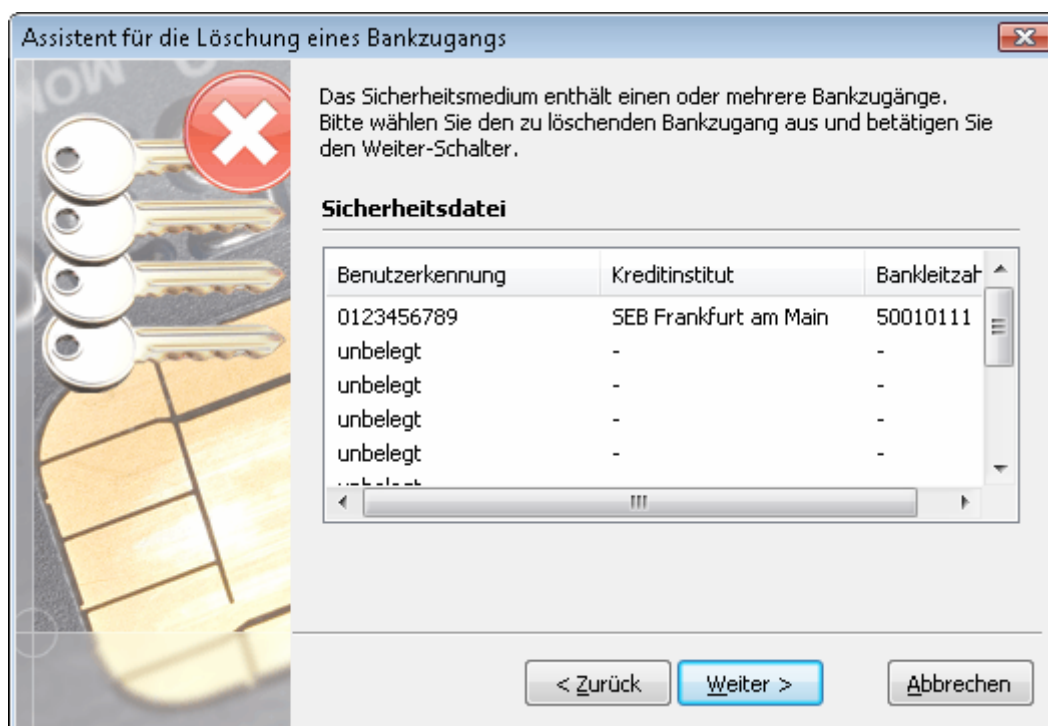 Assistent für die Löschung eines Bankzugangs
Das Sicherheitsmedium enthält einen oder mehrere Bankzugänge.
Bitte wählen Sie den zu löschenden Bankzugang aus und betätigen Sie
den Weiter-Schalter.
Sicherheitsdatei
Benutzerkennung Kreditinstitut Bankleitzah
0123456789 SEB Frankfurt am Main 50010111
unbelegt - -
unbelegt - -
unbelegt - -
unbelegt - -
< Zurück Weiter > Abbrechen